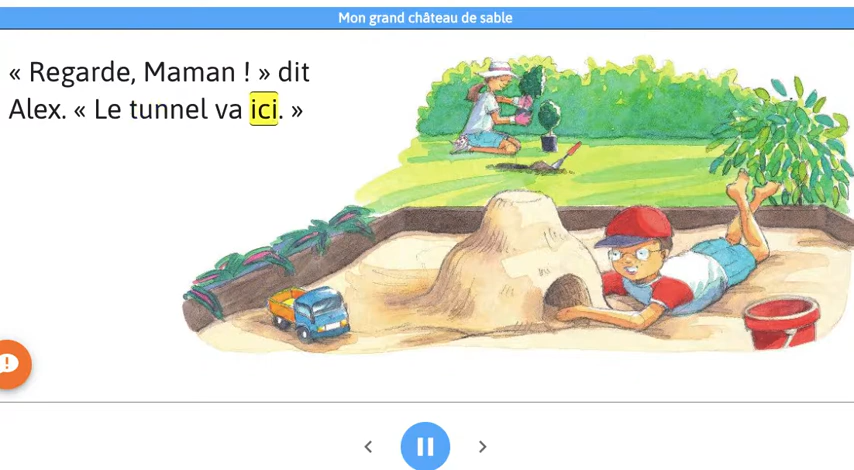 Mon grand château de sable
« Regarde, Maman ! » dit
Alex. « Le tunnel va ici. »